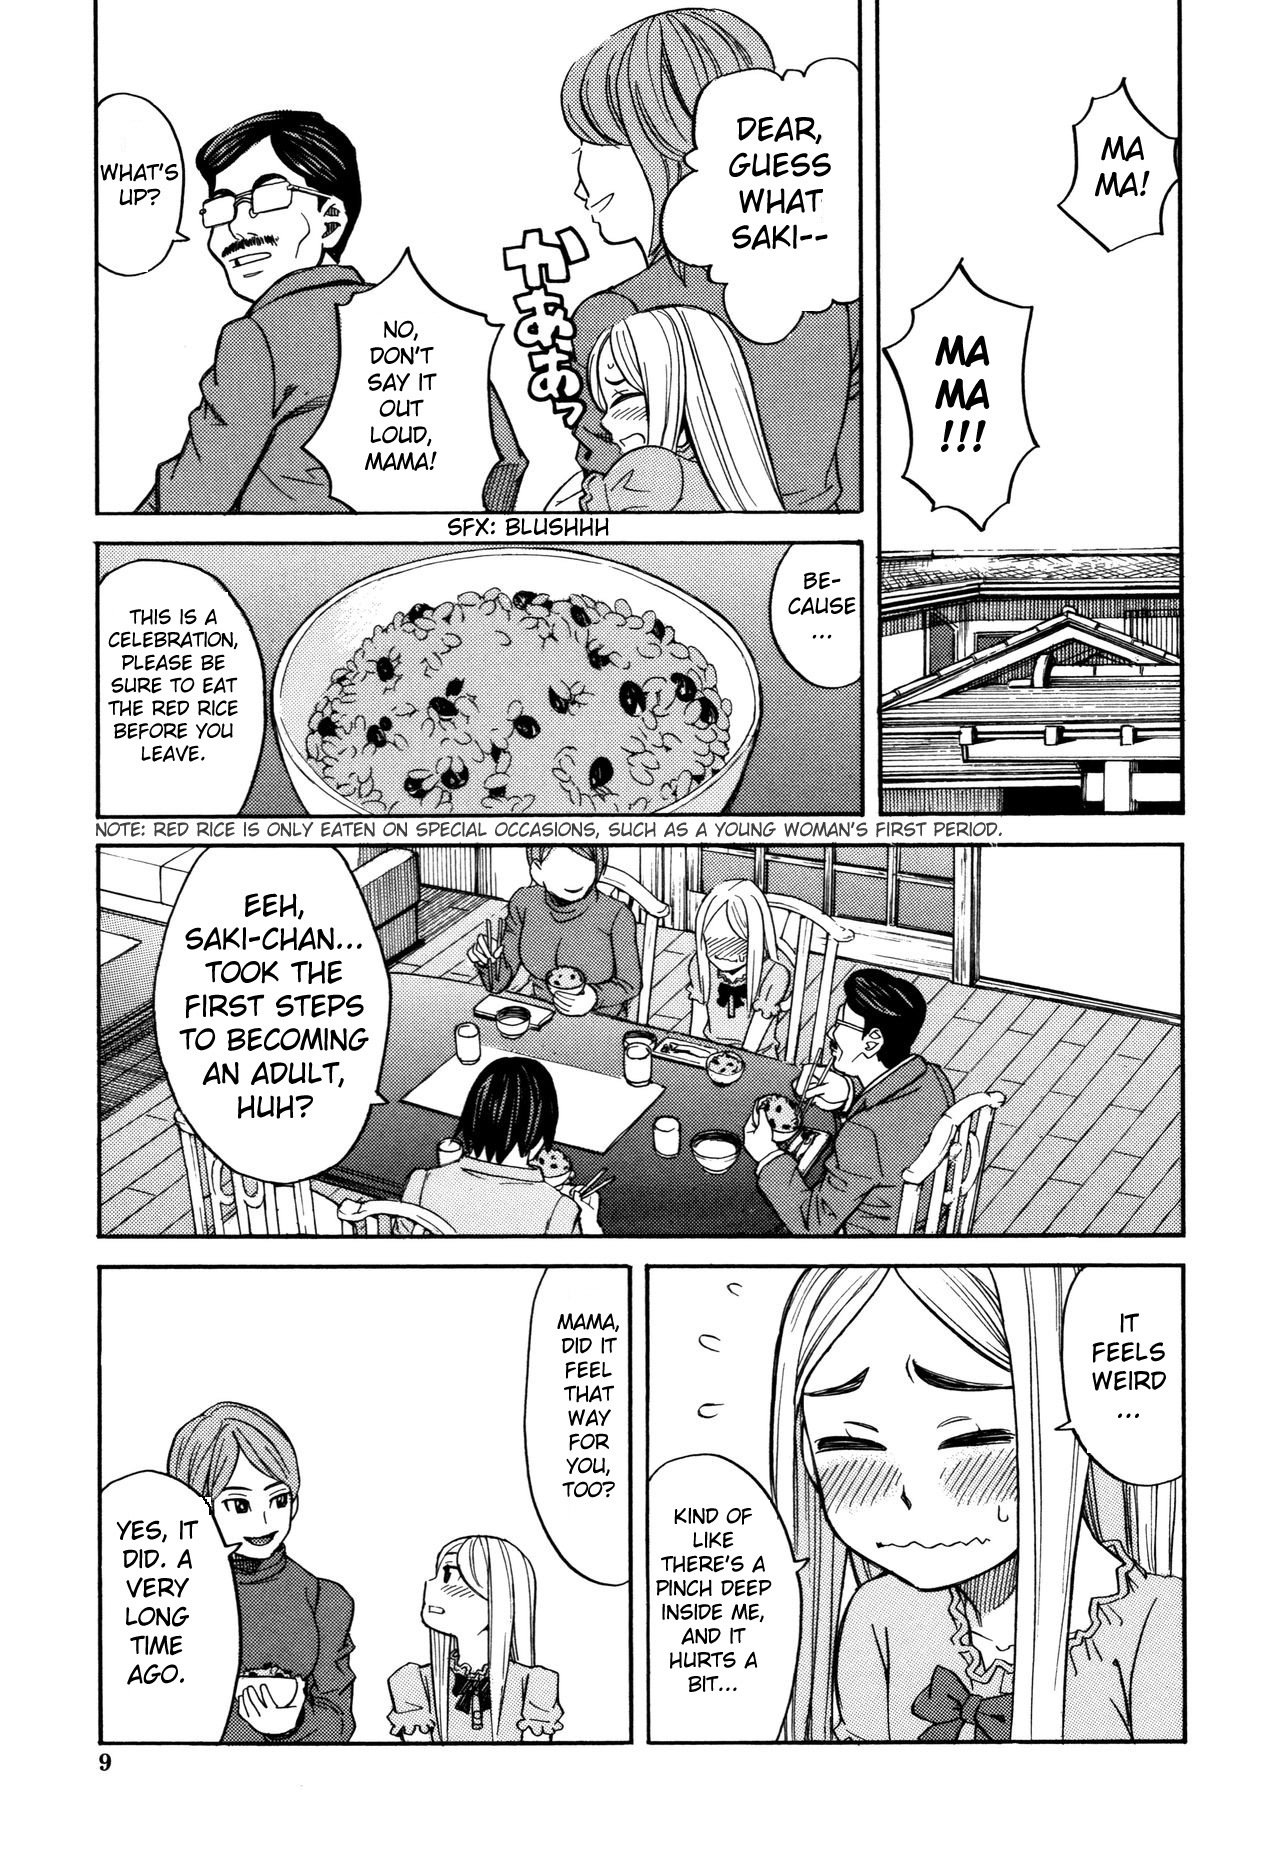 MA
MA!
MA
MA
!!!
DEAR,
GUESS
WHAT
SAKI--
かああっ
NO,
DON'T
SAY IT
OUT
LOUD,
MAMA!
WHAT'S
UP?
SFX: BLUSHHH
BE-
CAUSE
...
THIS IS A
CELEBRATION,
PLEASE BE
SURE TO EAT
THE RED RICE
BEFORE YOU
LEAVE.
NOTE: RED RICE IS ONLY EATEN ON SPECIAL OCCASIONS, SUCH AS A YOUNG WOMAN'S FIRST PERIOD.
EEH,
SAKI-CHAN...
TOOK THE
FIRST STEPS
TO BECOMING
AN ADULT,
HUH?
IT
FEELS
WEIRD
...
KIND OF
LIKE
THERE'S A
PINCH DEEP
INSIDE ME,
AND IT
HURTS A
BIT...
MAMA,
DID IT
FEEL
THAT
WAY
FOR
YOU,
TOO?
YES, IT
DID. A
VERY
LONG
TIME
AGO.
9